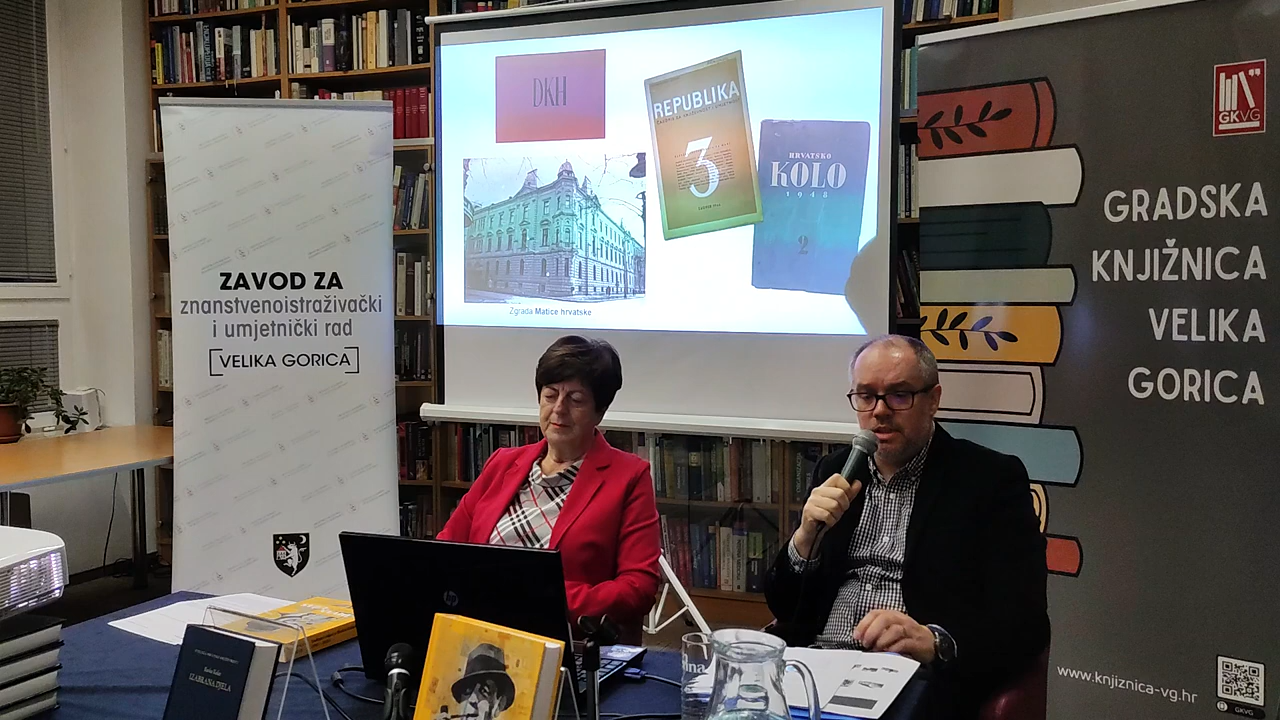 ZAVOD ZA
znanstvenoistraživački
i umjetnički rad
[VELIKA GORICA]
DKH
REPUBLIKA
3
HRVATSKO
KOLO
1948
2
Zgrada Matice hrvatske
GKVG
GRADSKA
KNJIŽNICA
VELIKA
GORICA
www.knjiznica-vg.hr
GKVG
IZABRANA DJELA
hp